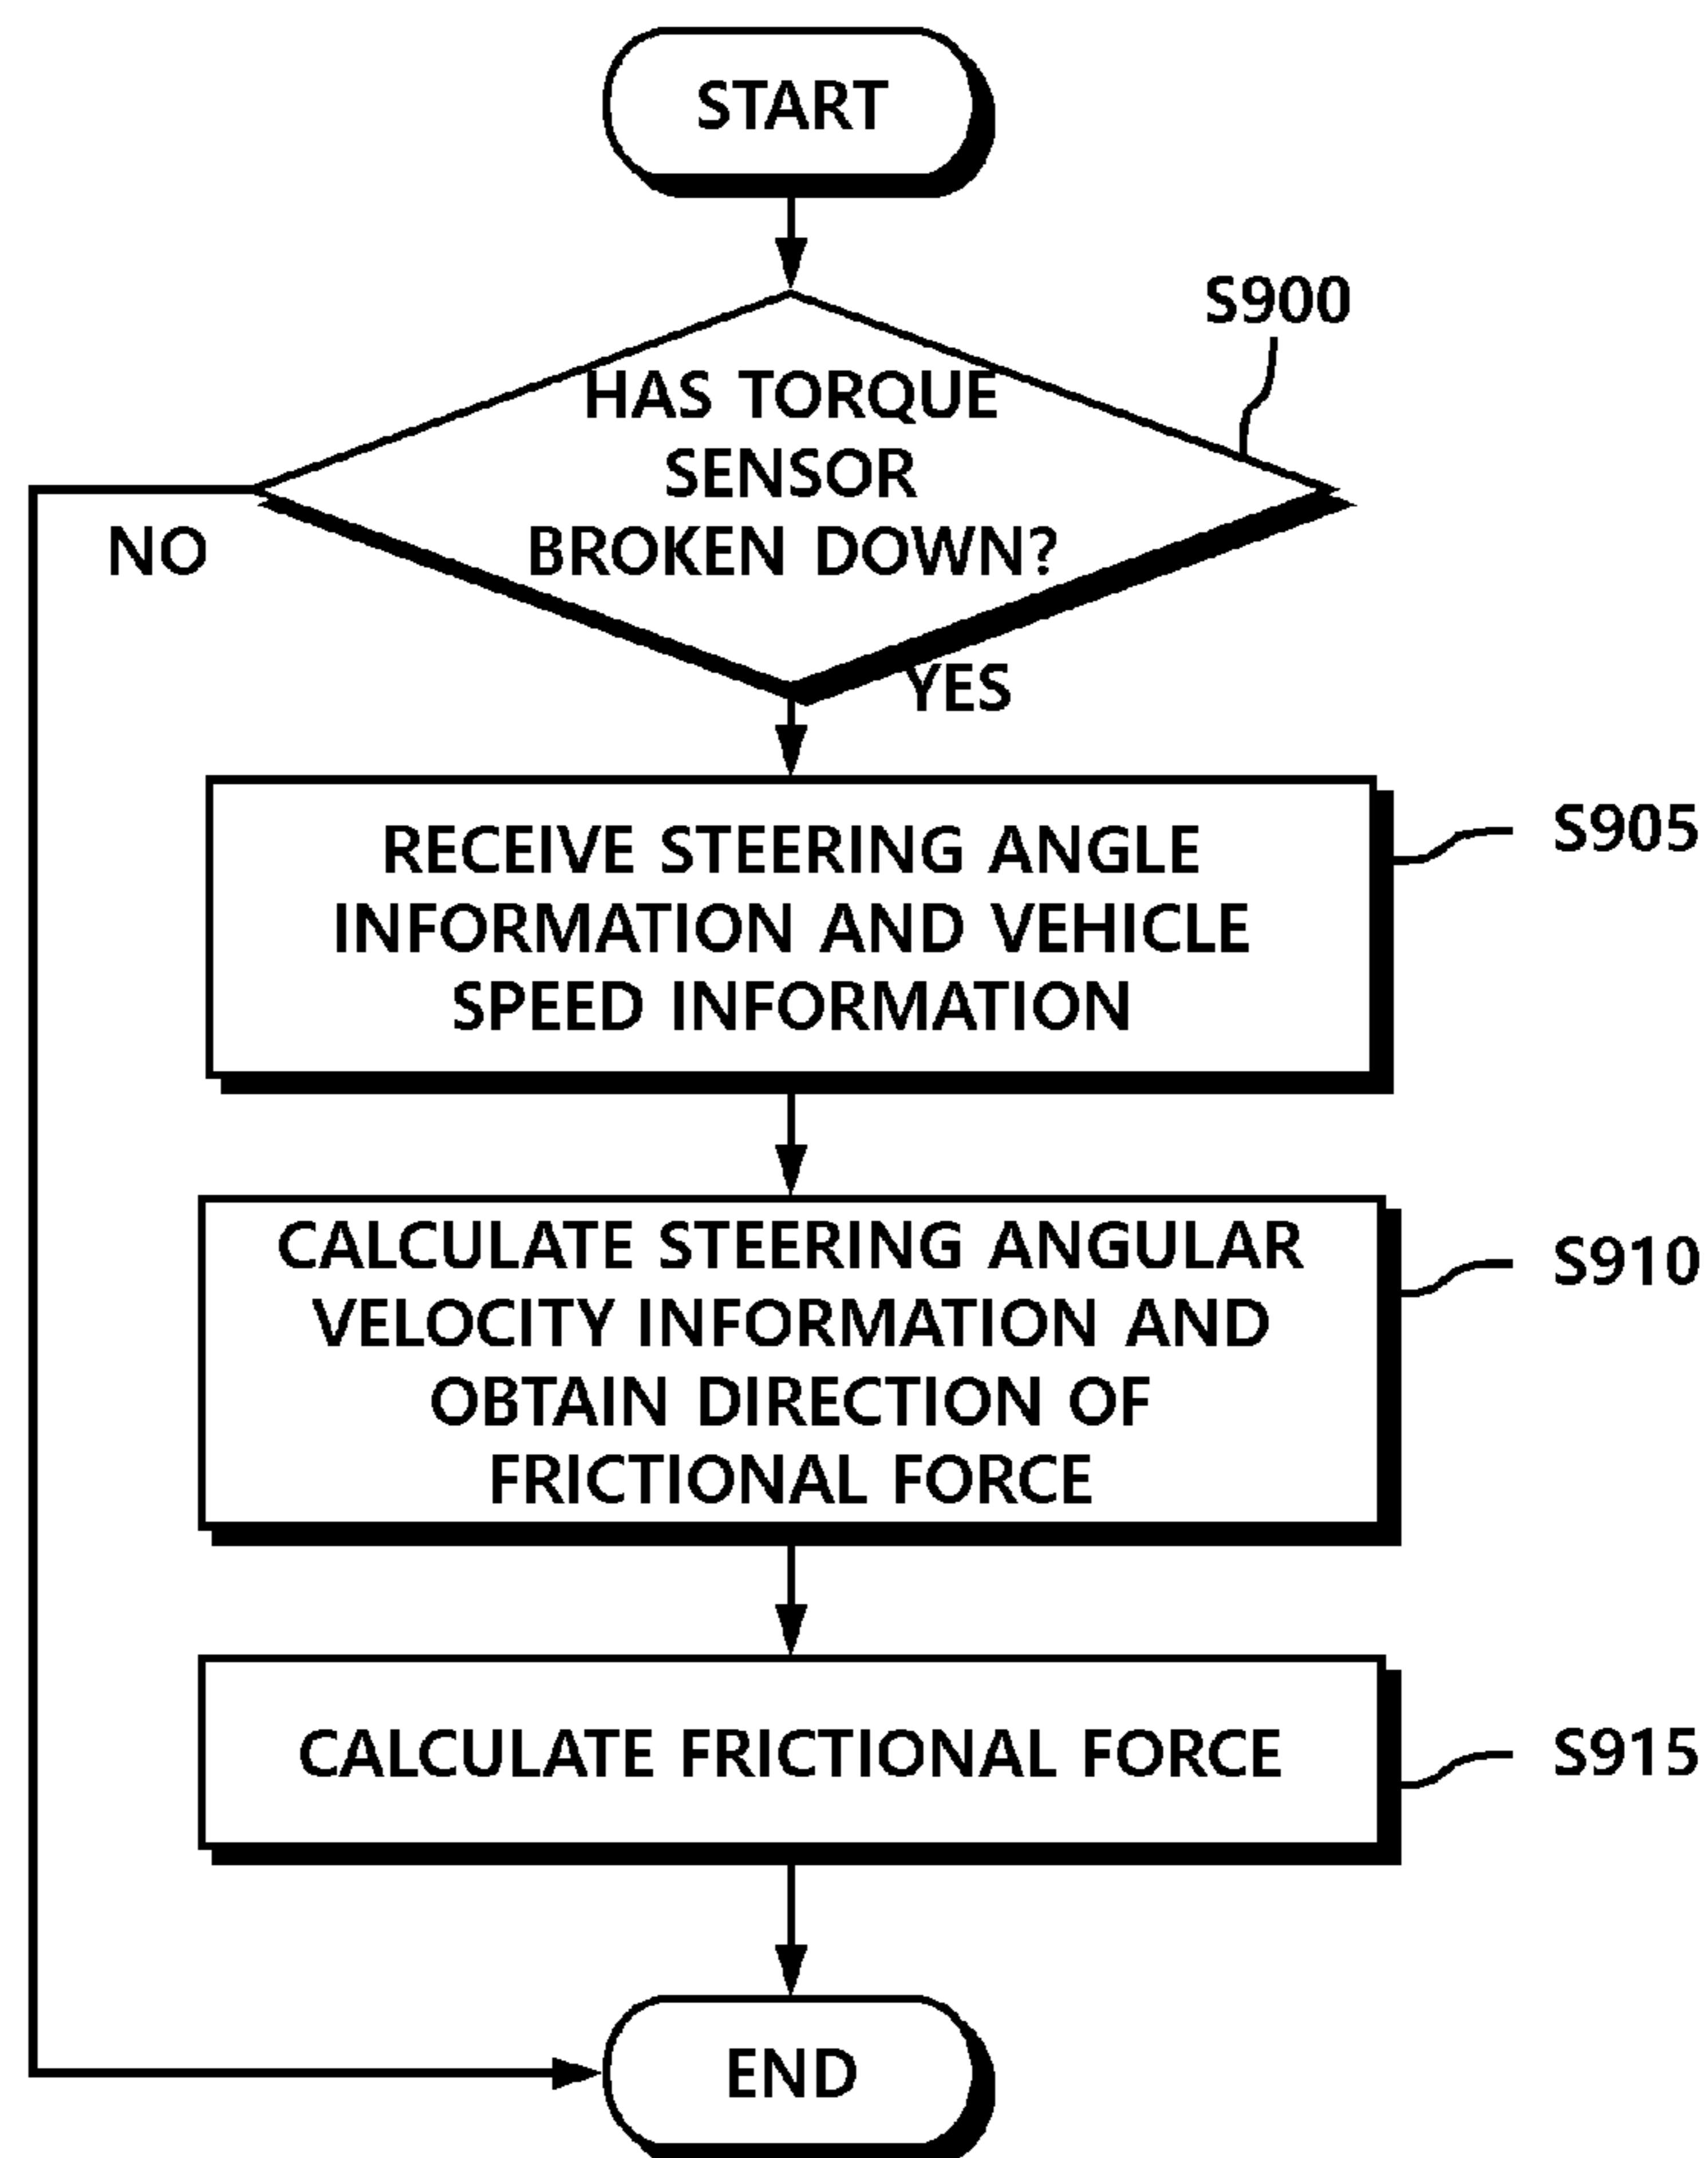 START
S900
HAS TORQUE
SENSOR
BROKEN DOWN?
NO
YES
RECEIVE STEERING ANGLE
INFORMATION AND VEHICLE
SPEED INFORMATION
S905
CALCULATE STEERING ANGULAR
VELOCITY INFORMATION AND
OBTAIN DIRECTION OF
FRICTIONAL FORCE
S910
CALCULATE FRICTIONAL FORCE
S915
END